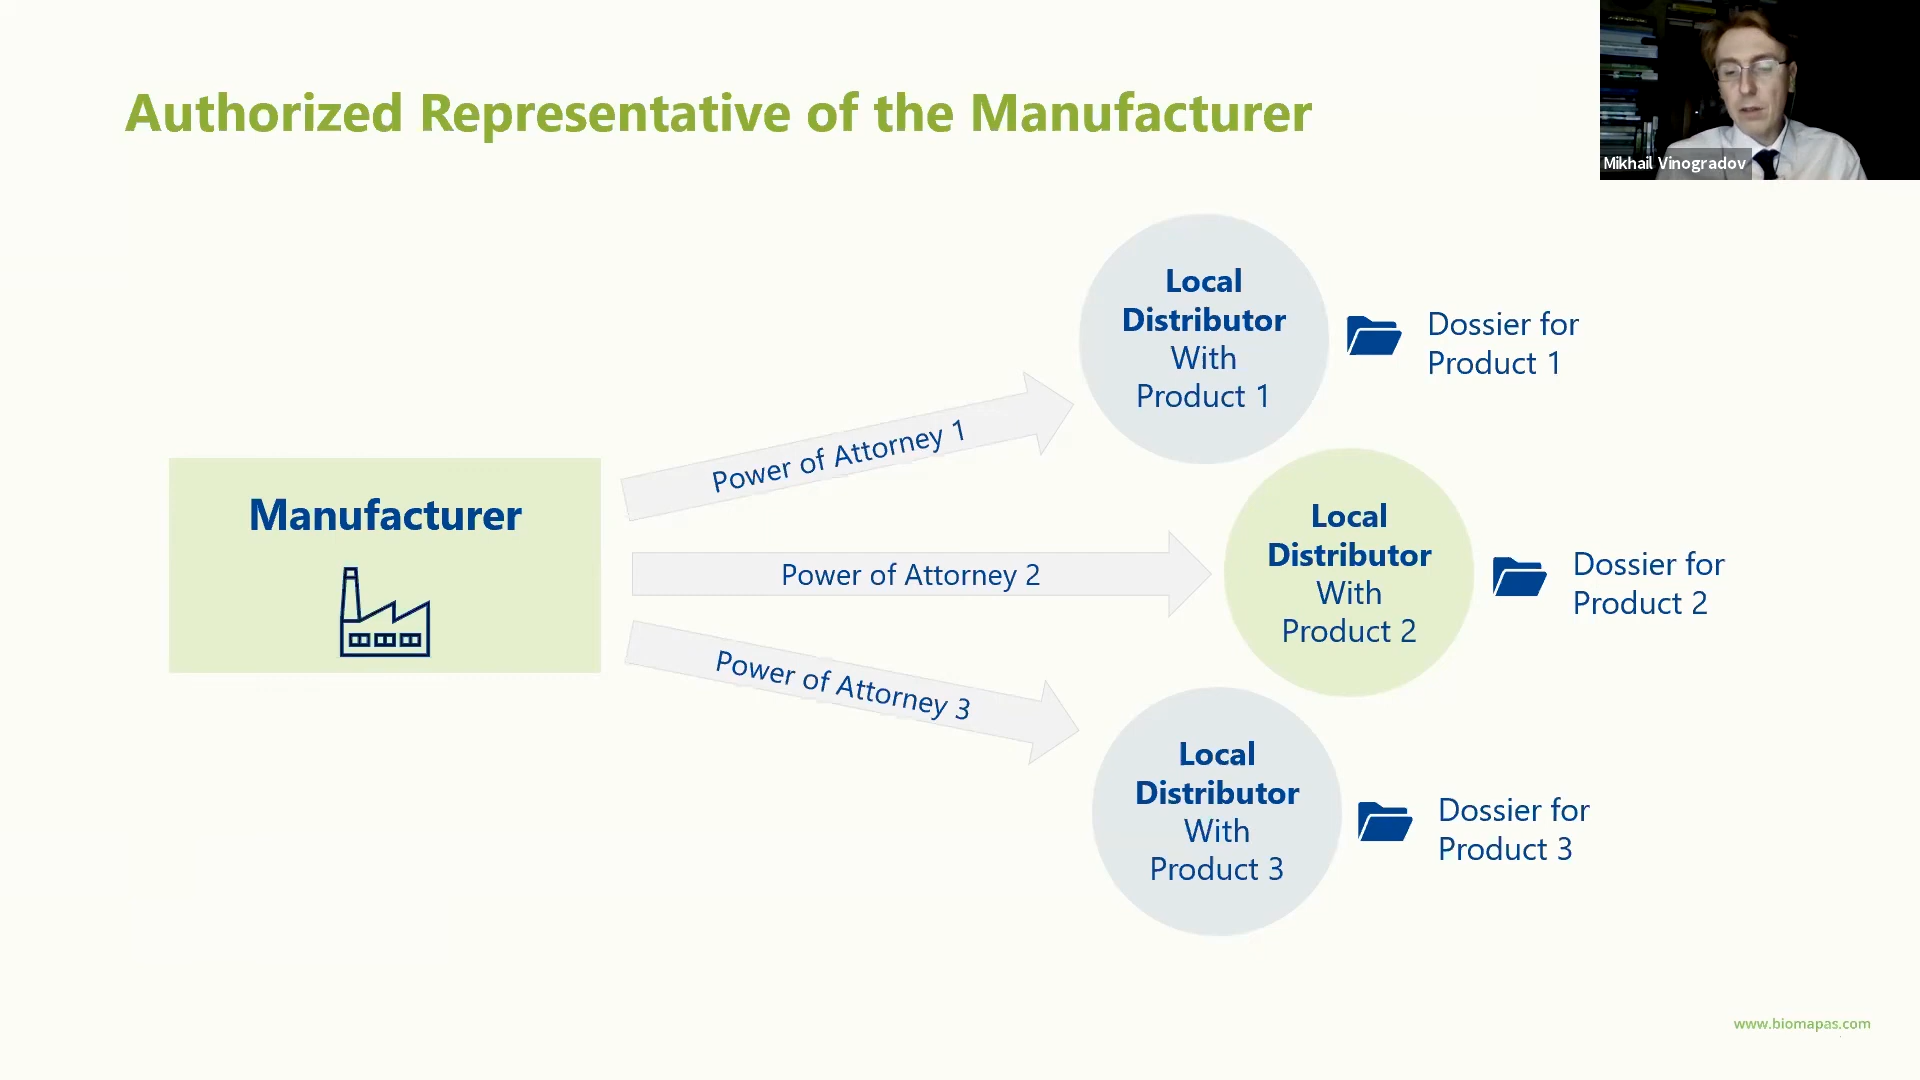 Authorized Representative of the Manufacturer
Mikhail Vinogradov
Local
Distributor
With
Product 1
Dossier for
Product 1
Power of Attorney 1
Manufacturer
Power of Attorney 2
Local
Distributor
With
Product 2
Dossier for
Product 2
Power of Attorney 3
Local
Distributor
With
Product 3
Dossier for
Product 3
www.biomapas.com